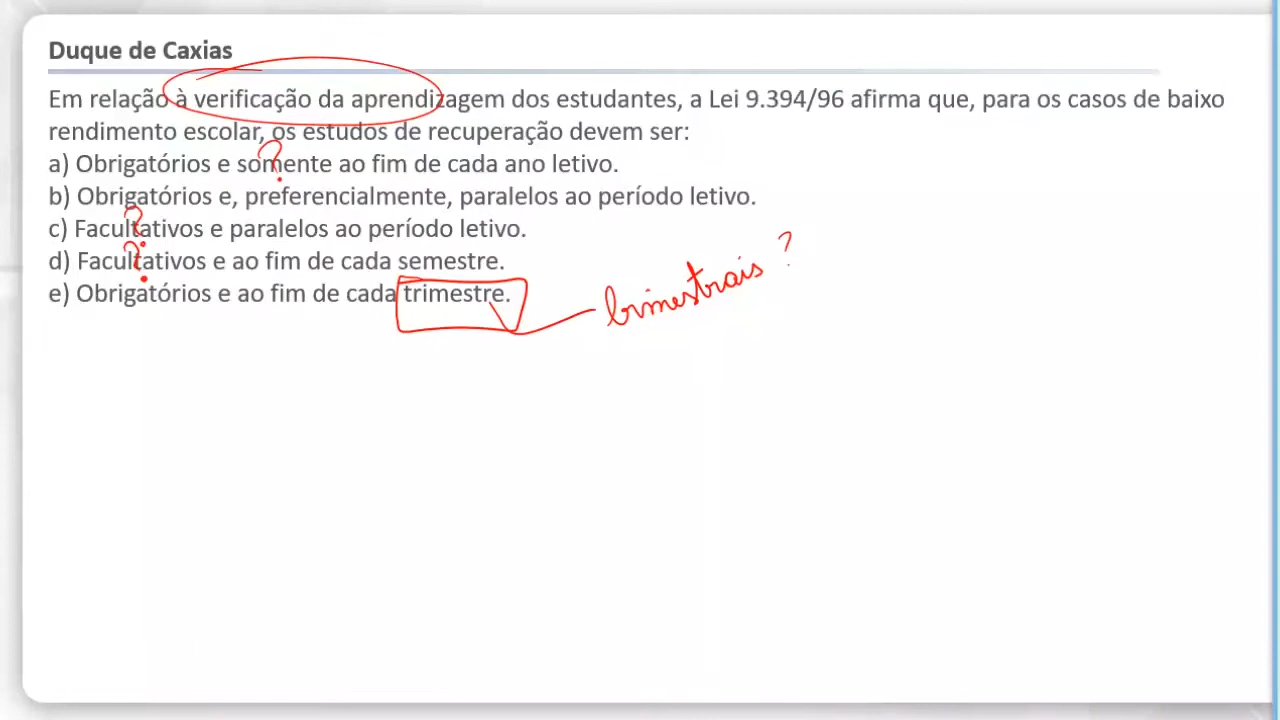 Duque de Caxias
Em relação à verificação da aprendizagem dos estudantes, a Lei 9.394/96 afirma que, para os casos de baixo
rendimento escolar, os estudos de recuperação devem ser:
?
a) Obrigatórios e somente ao fim de cada ano letivo.
b) Obrigatórios e, preferencialmente, paralelos ao período letivo.
?
c) Facultativos e paralelos ao período letivo.
?
d) Facultativos e ao fim de cada semestre.
bimestrais ?
e) Obrigatórios e ao fim de cada trimestre.